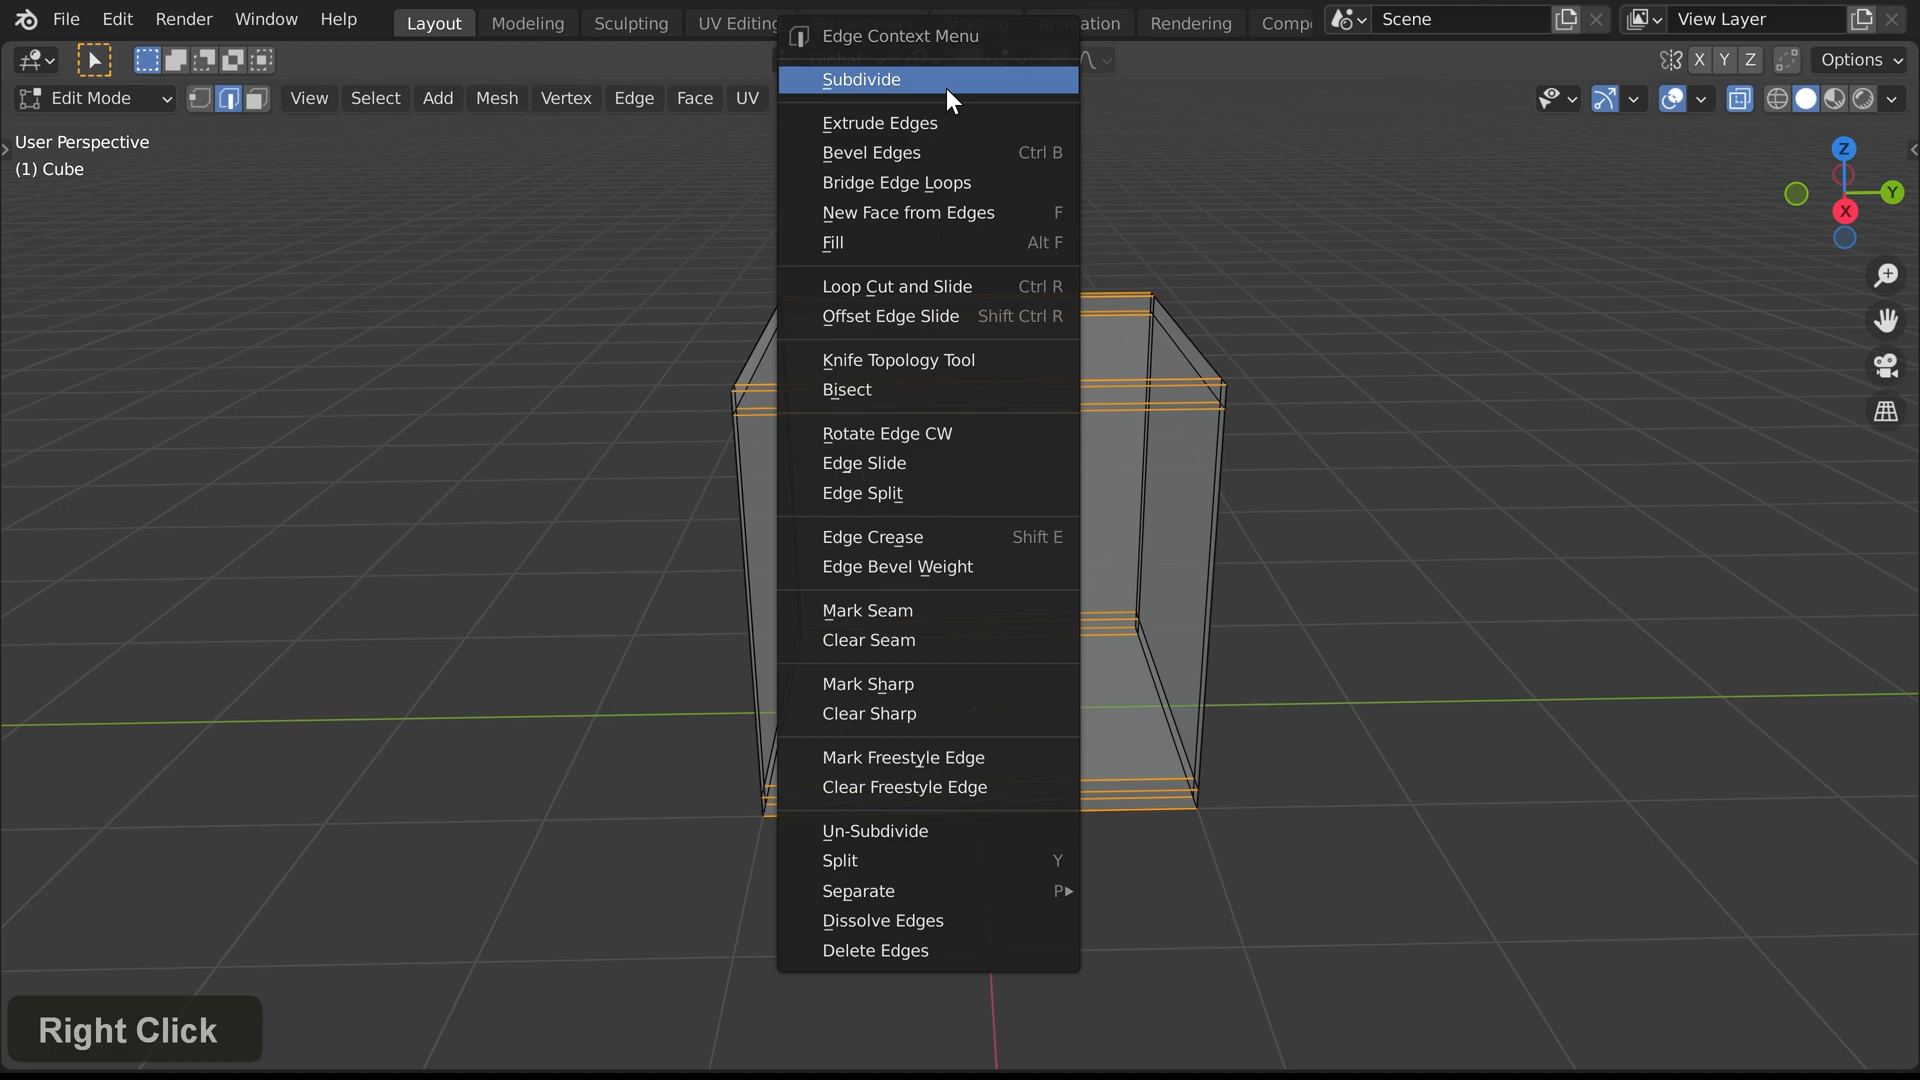 File Edit Render Window Help
Layout Modeling Sculpting UV Editing Rendering
Scene View Layer
Edge Context Menu
X Y Z Options
Edit Mode View Select Add Mesh Vertex Edge Face UV
User Perspective
(1) Cube
Subdivide
Extrude Edges
Bevel Edges Ctrl B
Bridge Edge Loops
New Face from Edges F
Fill Alt F
Loop Cut and Slide Ctrl R
Offset Edge Slide Shift Ctrl R
Knife Topology Tool
Bisect
Rotate Edge CW
Edge Slide
Edge Split
Edge Crease Shift E
Edge Bevel Weight
Mark Seam
Clear Seam
Mark Sharp
Clear Sharp
Mark Freestyle Edge
Clear Freestyle Edge
Un-Subdivide
Split Y
Separate P
Dissolve Edges
Delete Edges
Z
Y
X
Right Click